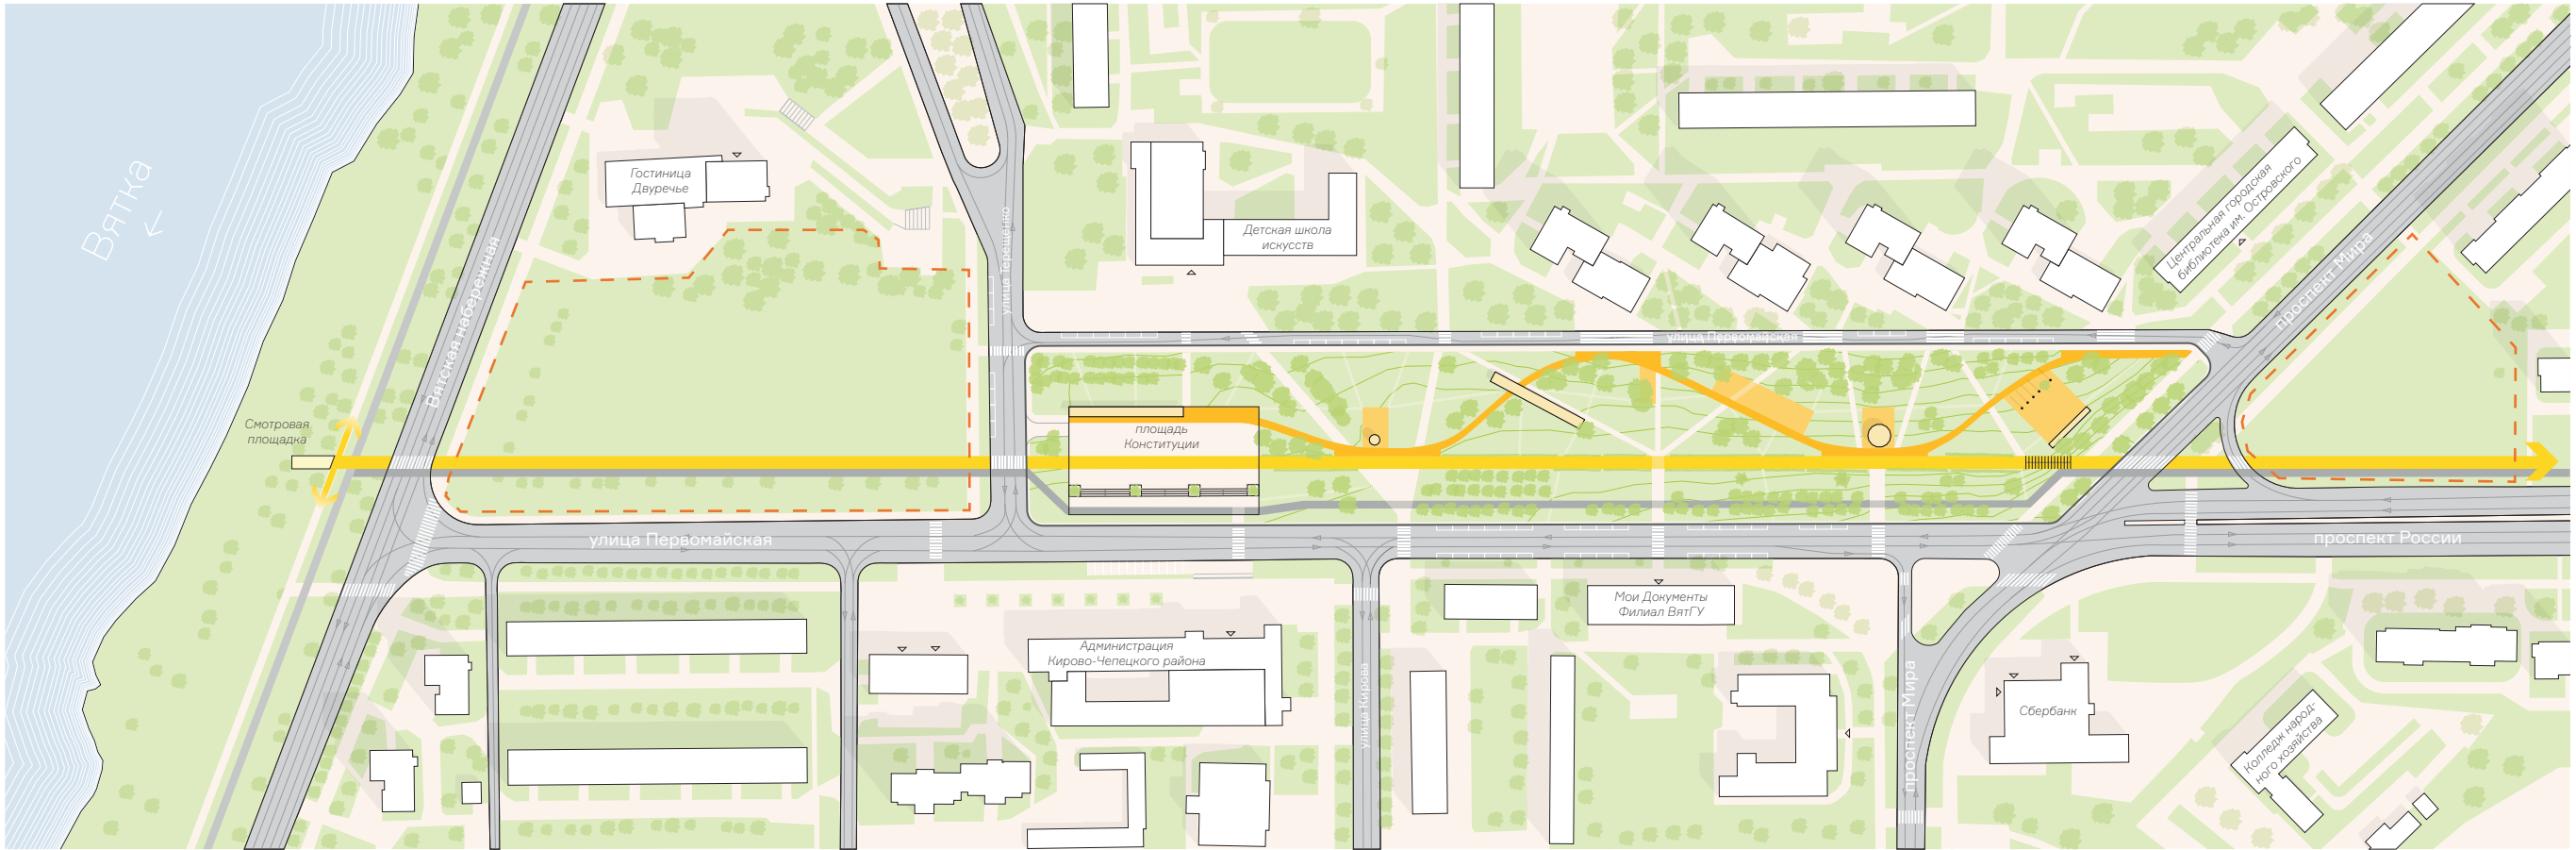 Вятка
←
Вятская набережная
Смотровая
площадка
Гостиница
Двуречье
улица Терещенко
Детская школа
искусств
улица Первомайская
площадь
Конституции
Центральная городская
библиотека им. Островского
проспект Мира
улица Первомайская
проспект России
Администрация
Кирово-Чепецкого района
улица Кирова
Мои Документы
Филиал ВятГУ
проспект Мира
Сбербанк
Колледж народ-
ного хозяйства